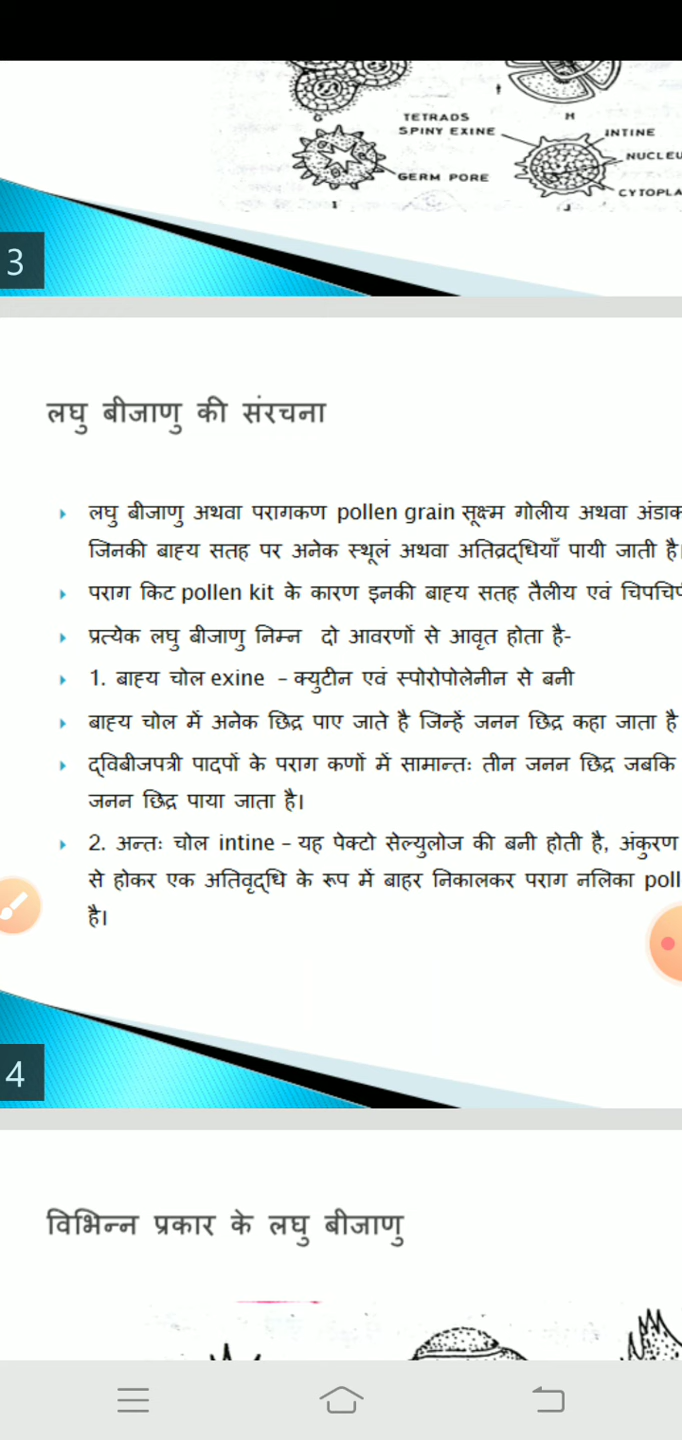 G
TETRADS
H
SPINY EXINE
INTINE
GERM PORE
I
J
3
लघु बीजाणु की संरचना
लघु बीजाणु अथवा परागकण pollen grain सूक्ष्म गोलीय अथवा
जिनकी बाह्य सतह पर अनेक स्थूलं अथवा अतिव्रद्धियाँ पायी जाती है।
पराग किट pollen kit के कारण इनकी बाह्य सतह तैलीय एवं
प्रत्येक लघु बीजाणु निम्न दो आवरणों से आवृत होता है-
1. बाह्य चोल exine – क्युटीन एवं स्पोरोपोलेनीन से बनी
बाह्य चोल में अनेक छिद्र पाए जाते है जिन्हें जनन छिद्र कहा जाता है
द्विबीजपत्री पादपों के पराग कणों में सामान्तः तीन जनन छिद्र जबकि
जनन छिद्र पाया जाता है।
2. अन्तः चोल intine – यह पेक्टो सेल्युलोज की बनी होती है, अंकुरण
से होकर एक अतिवृद्धि के रूप में बाहर निकालकर पराग नलिका
है।
4
विभिन्न प्रकार के लघु बीजाणु